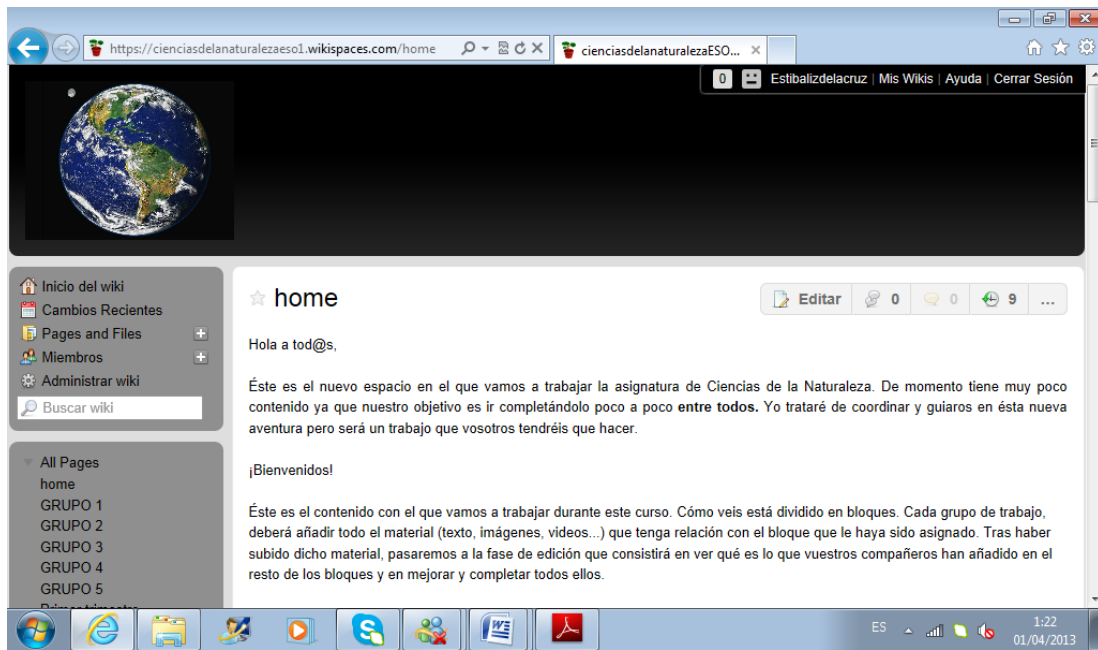 https://cienciasdelanaturalezaeso1.wikispaces.com/home
cienciasdelanaturalezaESO...
0 Estibalizdelacruz | Mis Wikis | Ayuda | Cerrar Sesión
Inicio del wiki
Cambios Recientes
Pages and Files
Miembros
Administrar wiki
Buscar wiki
All Pages
home
GRUPO 1
GRUPO 2
GRUPO 3
GRUPO 4
GRUPO 5
home
Editar 0 0 9 ...
Hola a tod@s,
Éste es el nuevo espacio en el que vamos a trabajar la asignatura de Ciencias de la Naturaleza. De momento tiene muy poco
contenido ya que nuestro objetivo es ir completándolo poco a poco entre todos. Yo trataré de coordinar y guiaros en ésta nueva
aventura pero será un trabajo que vosotros tendréis que hacer.
¡Bienvenidos!
Éste es el contenido con el que vamos a trabajar durante este curso. Cómo veis está dividido en bloques. Cada grupo de trabajo,
deberá añadir todo el material (texto, imágenes, videos...) que tenga relación con el bloque que le haya sido asignado. Tras haber
subido dicho material, pasaremos a la fase de edición que consistirá en ver qué es lo que vuestros compañeros han añadido en el
resto de los bloques y en mejorar y completar todos ellos.
ES
1:22
01/04/2013